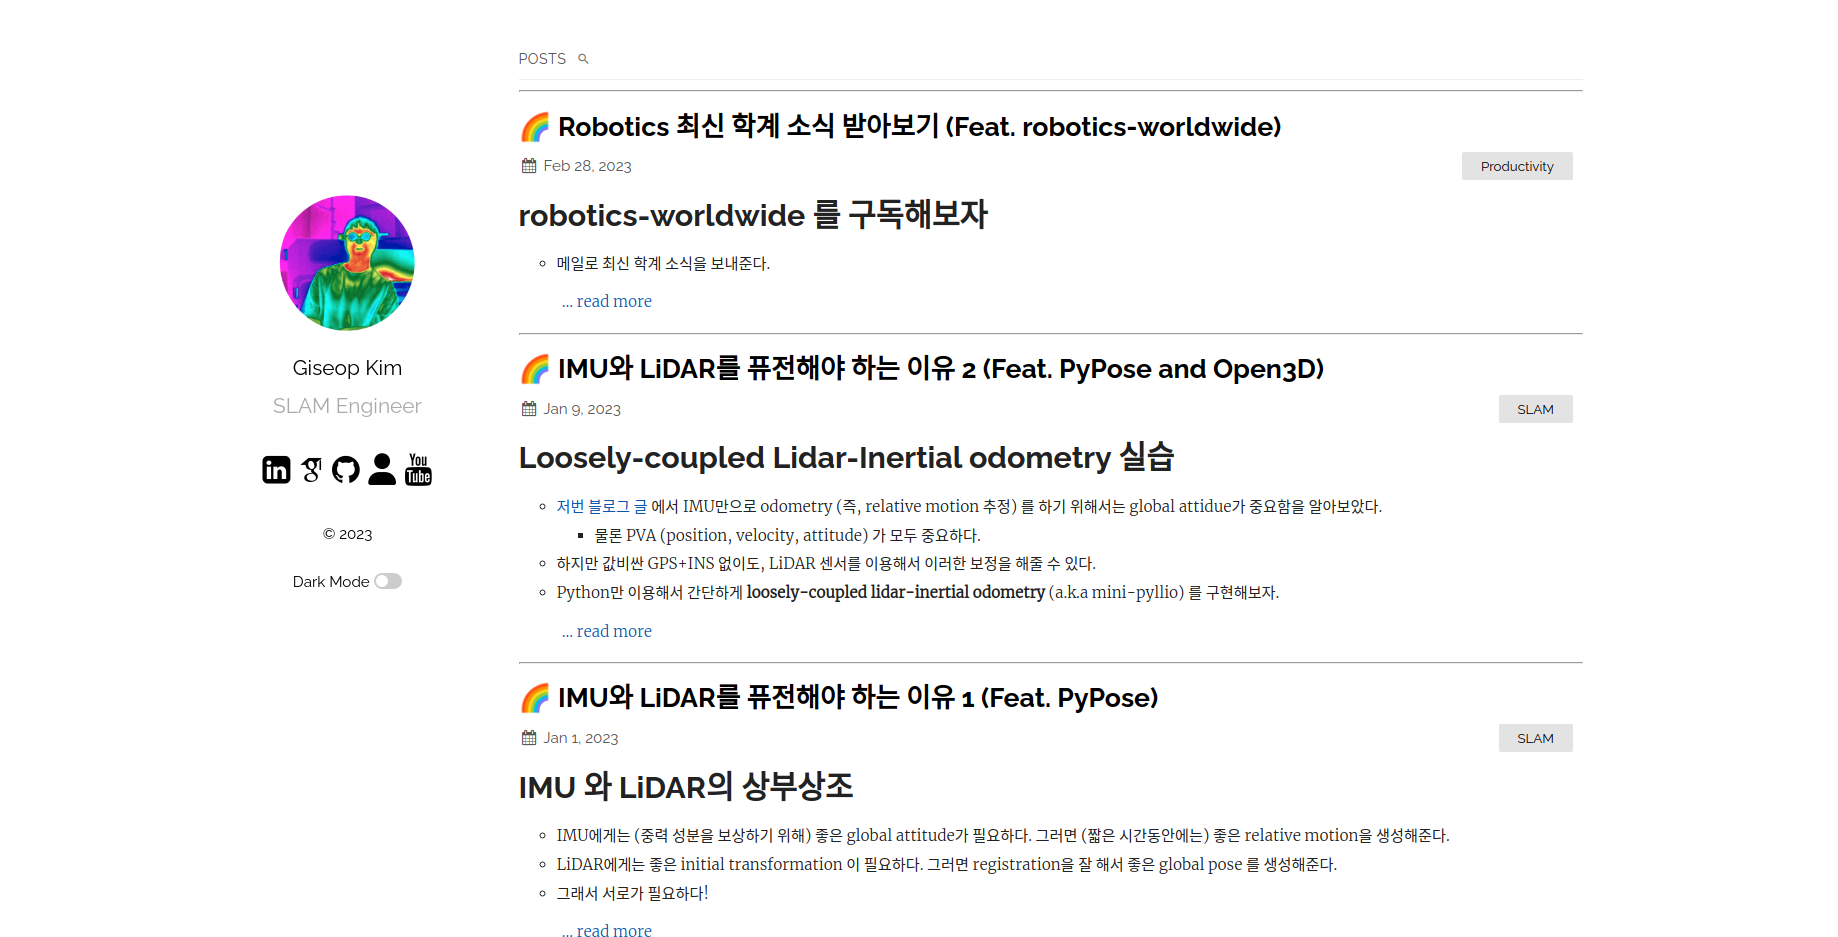 POSTS
Giseop Kim
SLAM Engineer
You
Tube
© 2023
Dark Mode
Robotics 최신 학계 소식 받아보기 (Feat. robotics-worldwide)
Feb 28, 2023
Productivity
robotics-worldwide 를 구독해보자
메일로 최신 학계 소식을 보내준다.
... read more
IMU와 LiDAR를 퓨전해야 하는 이유 2 (Feat. PyPose and Open3D)
Jan 9, 2023
SLAM
Loosely-coupled Lidar-Inertial odometry 실습
저번 블로그 글 에서 IMU만으로 odometry (즉, relative motion 추정) 를 하기 위해서는 global attidue가 중요함을 알아보았다.
물론 PVA (position, velocity, attitude) 가 모두 중요하다.
하지만 값비싼 GPS+INS 없이도, LiDAR 센서를 이용해서 이러한 보정을 해줄 수 있다.
Python만 이용해서 간단하게 loosely-coupled lidar-inertial odometry (a.k.a mini-pyllio) 를 구현해보자.
... read more
IMU와 LiDAR를 퓨전해야 하는 이유 1 (Feat. PyPose)
Jan 1, 2023
SLAM
IMU 와 LiDAR의 상부상조
IMU에게는 (중력 성분을 보상하기 위해) 좋은 global attitude가 필요하다. 그러면 (짧은 시간동안에는) 좋은 relative motion을 생성해준다.
LiDAR에게는 좋은 initial transformation 이 필요하다. 그러면 registration을 잘 해서 좋은 global pose 를 생성해준다.
그래서 서로가 필요하다!
... read more